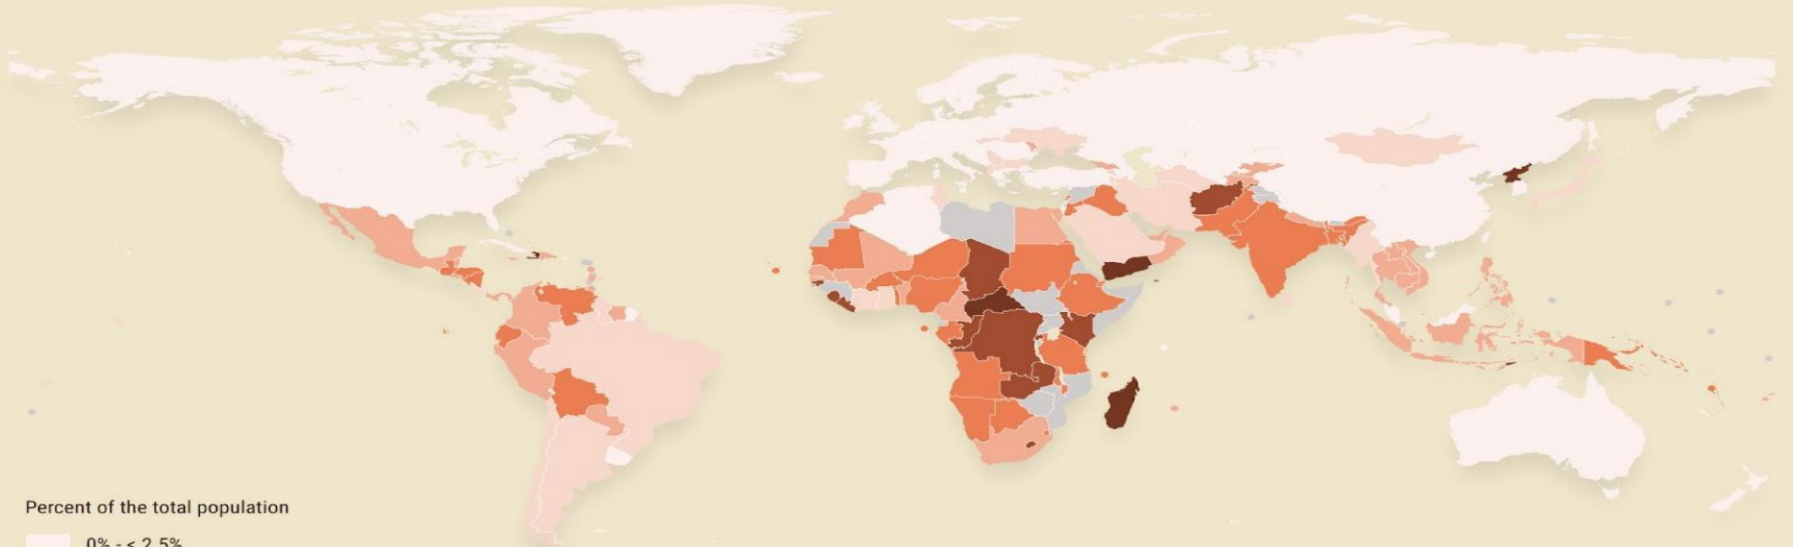 Percent of the total population
0% - < 2.5%